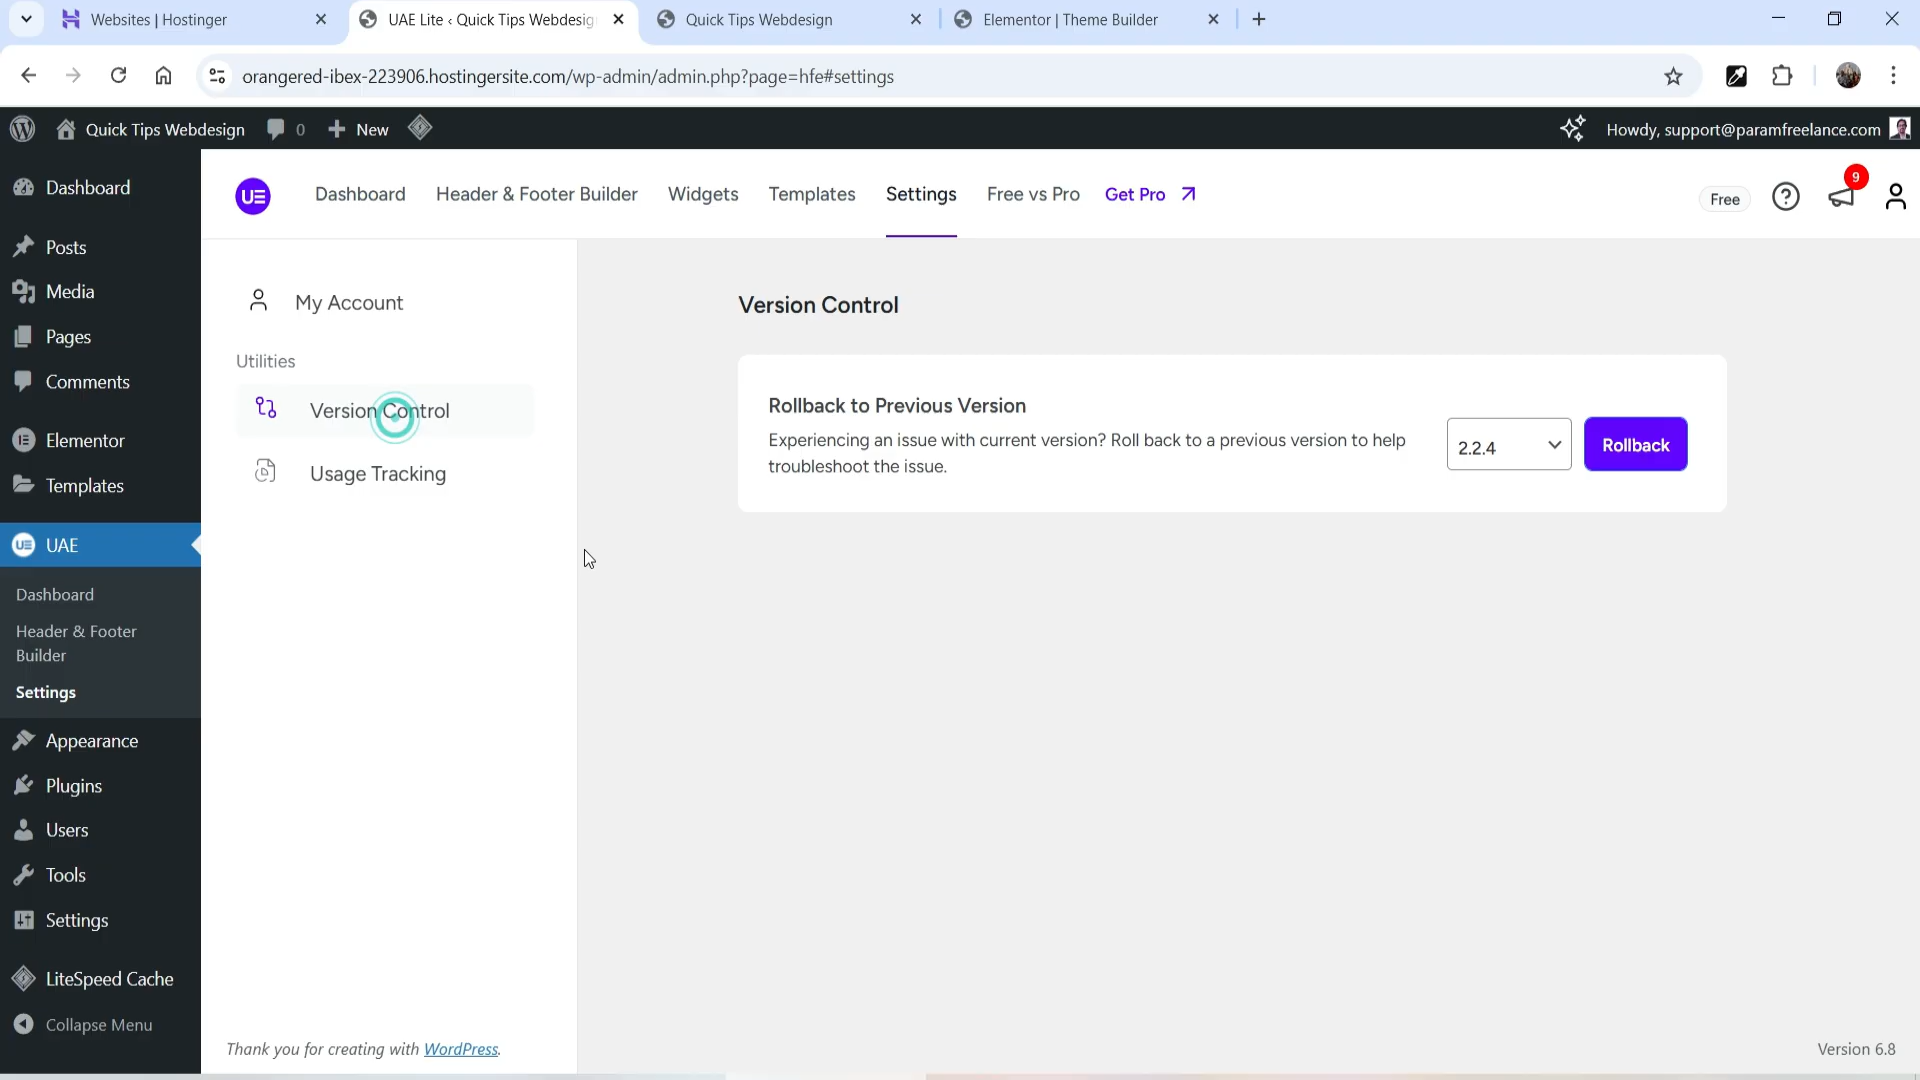 Websites | Hostinger
UAE Lite ‹ Quick Tips Webdesig
Quick Tips Webdesign
Elementor | Theme Builder
orangered-ibex-223906.hostingersite.com/wp-admin/admin.php?page=hfe#settings
Quick Tips Webdesign
0
New
Howdy, support@paramfreelance.com
Dashboard
Posts
Media
Pages
Comments
Elementor
Templates
UAE
Dashboard
Header & Footer
Builder
Settings
Appearance
Plugins
Users
Tools
Settings
LiteSpeed Cache
Collapse Menu
Dashboard
Header & Footer Builder
Widgets
Templates
Settings
Free vs Pro
Get Pro
Free
9
My Account
Utilities
Version Control
Usage Tracking
Version Control
Rollback to Previous Version
Experiencing an issue with current version? Roll back to a previous version to help
troubleshoot the issue.
2.2.4
Rollback
Thank you for creating with WordPress.
Version 6.8